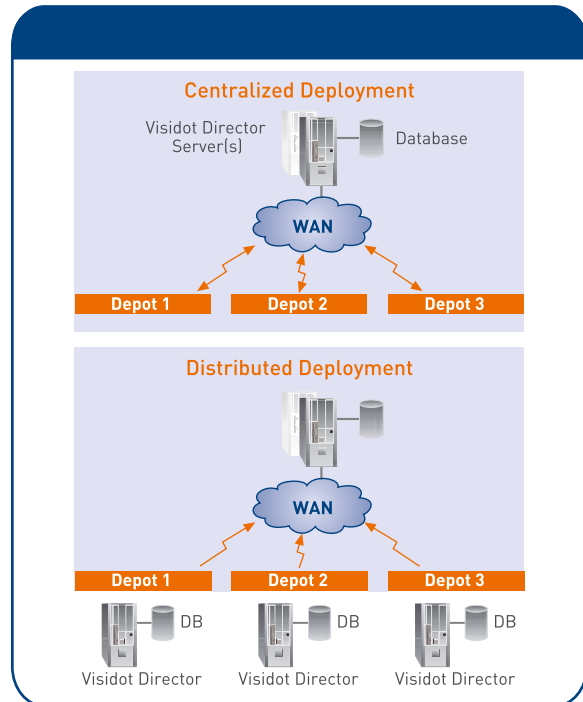 Centralized Deployment
Visidot Director
Server(s)
Database
WAN
Depot 1
Depot 2
Depot 3
Distributed Deployment
WAN
Depot 1
Depot 2
Depot 3
DB
DB
DB
Visidot Director
Visidot Director
Visidot Director